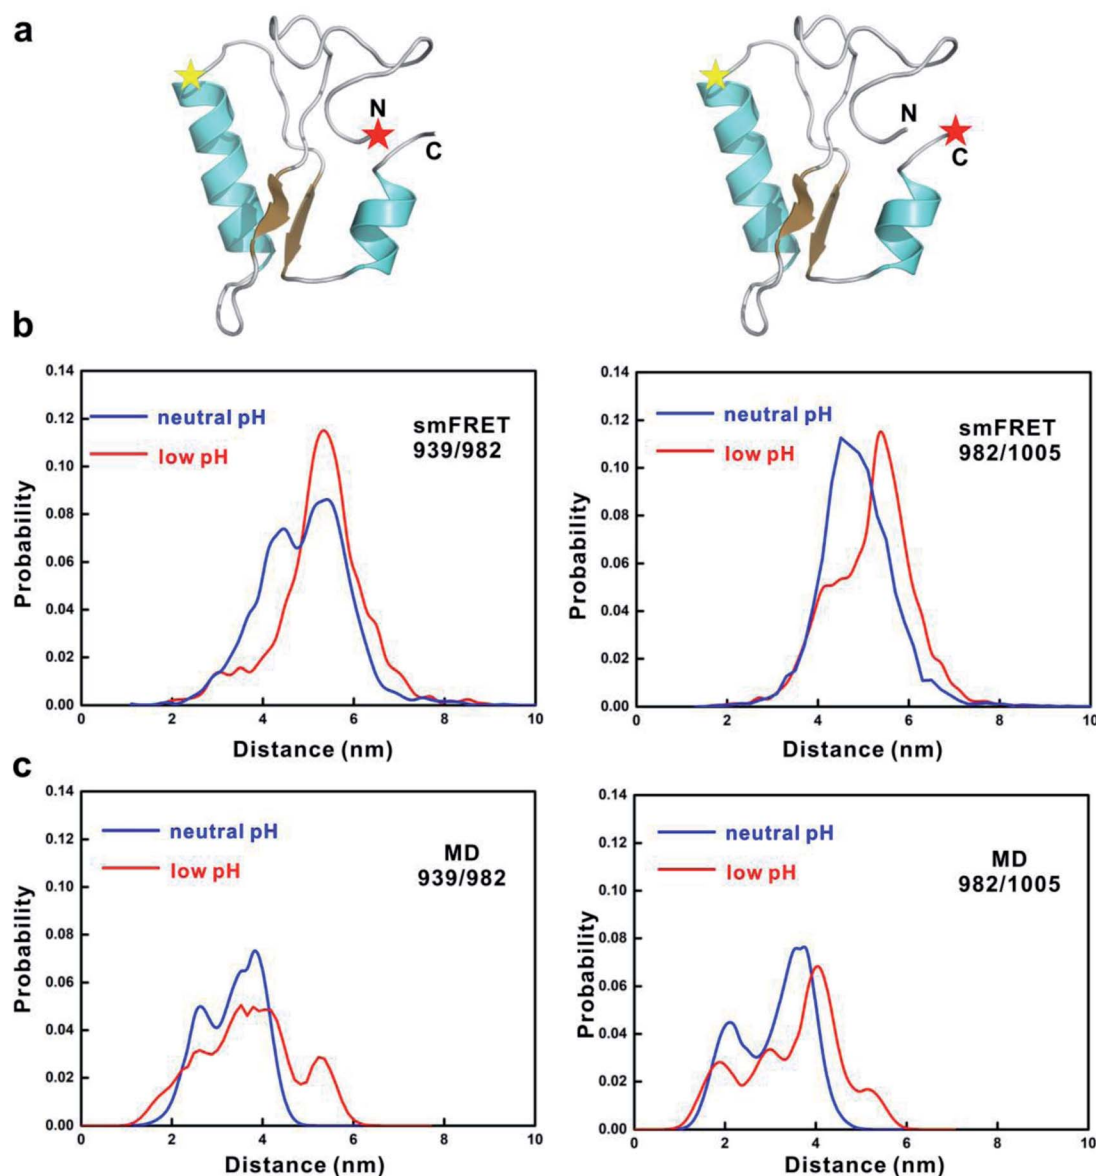 a
N
C
N
C
b
0.14
0.12
0.10
0.08
0.06
0.04
0.02
0.00
0 2 4 6 8 10
Probability
Distance (nm)
neutral pH
low pH
smFRET
939/982
0.14
0.12
0.10
0.08
0.06
0.04
0.02
0.00
0 2 4 6 8 10
Probability
Distance (nm)
neutral pH
low pH
smFRET
982/1005
c
0.14
0.12
0.10
0.08
0.06
0.04
0.02
0.00
0 2 4 6 8 10
Probability
Distance (nm)
neutral pH
low pH
MD
939/982
0.14
0.12
0.10
0.08
0.06
0.04
0.02
0.00
0 2 4 6 8 10
Probability
Distance (nm)
neutral pH
low pH
MD
982/1005